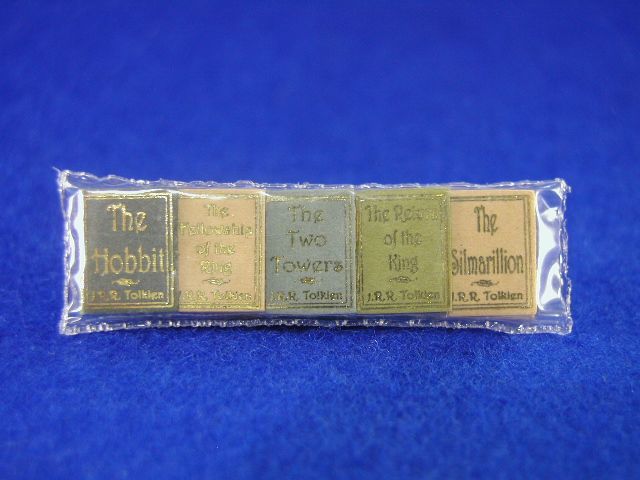 The
Hobbit
J.R.R. Tolkien
The
Fellowship
of the
Ring
The
Two
Towers
J.R.R. Tolkien
The Return
of the
King
J.R.R. Tolkien
The
Silmarillion
J.R.R. Tolkien